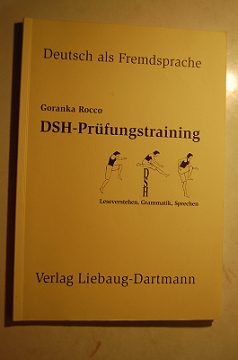 Deutsch als Fremdsprache
Goranka Rocco
DSH-Prüfungstraining
DSH
Leseverstehen, Grammatik, Sprechen
Verlag Liebaug-Dartmann